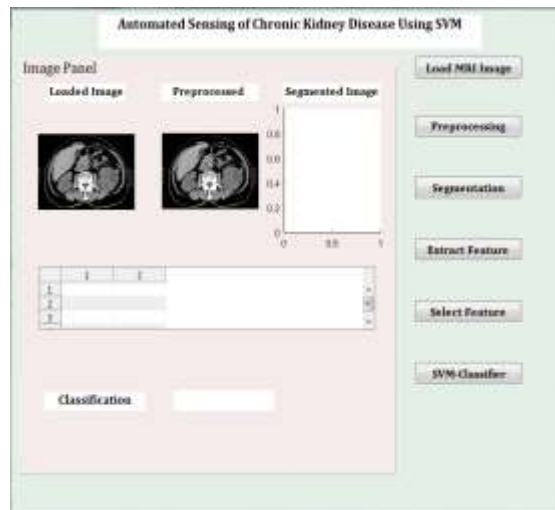 Automated Sensing of Chronic Kidney Disease Using SVM
Image Panel
Load MRI Image
Loaded Image
Preprocessed
Segmented Image
1
0.8
0.6
0.4
0.2
0
0 0.5 1
Preprocessing
Segmentation
Extract Feature
1 2
1
2
3
Select Feature
SVM-Classifier
Classification